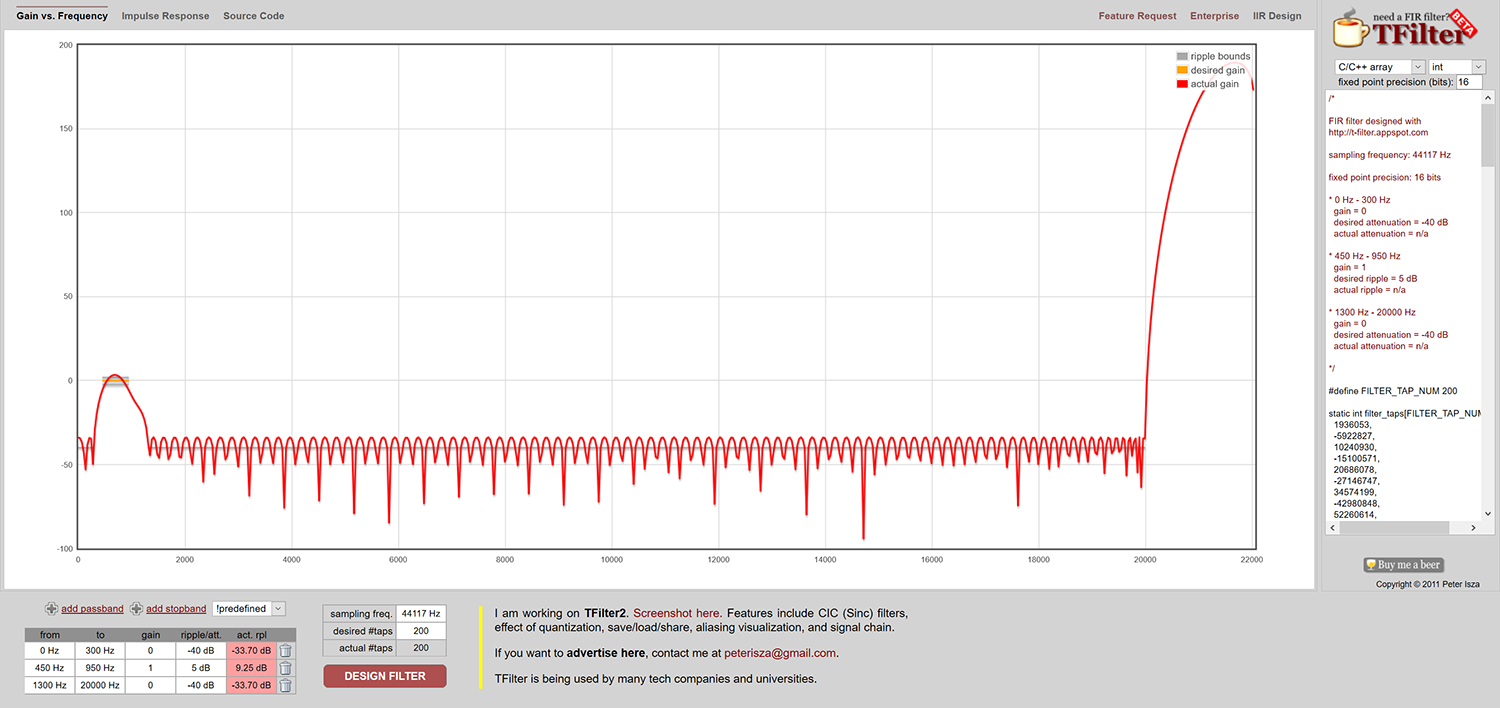 Gain vs. Frequency Impulse Response Source Code Feature Request Enterprise IIR Design
200
150
100
50
0
-50
-100
0 2000 4000 6000 8000 10000 12000 14000 16000 18000 20000 22000
ripple bounds
desired gain
actual gain
need a FIR filter?
TFilter
BETA
C/C++ array int
fixed point precision (bits): 16
/*
FIR filter designed with
http://t-filter.appspot.com
sampling frequency: 44117 Hz
fixed point precision: 16 bits
* 0 Hz - 300 Hz
gain = 0
desired attenuation = -40 dB
actual attenuation = n/a
* 450 Hz - 950 Hz
gain = 1
desired ripple = 5 dB
actual ripple = n/a
* 1300 Hz - 20000 Hz
gain = 0
desired attenuation = -40 dB
actual attenuation = n/a
*/
#define FILTER_TAP_NUM 200
static int filter_taps[FILTER_TAP_NUM
1936053,
-5922827,
10240930,
-15100571,
20686078,
-27146747,
34574199,
-42980848,
52260614,
Buy me a beer
Copyright © 2011 Peter Isza
add passband add stopband !predefined
from to gain ripple/att. act. rpl
0 Hz 300 Hz 0 -40 dB -33.70 dB
450 Hz 950 Hz 1 5 dB 9.25 dB
1300 Hz 20000 Hz 0 -40 dB -33.70 dB
sampling freq. 44117 Hz
desired #taps 200
actual #taps 200
DESIGN FILTER
I am working on TFilter2. Screenshot here. Features include CIC (Sinc) filters,
effect of quantization, save/load/share, aliasing visualization, and signal chain.
If you want to advertise here, contact me at peterisza@gmail.com.
TFilter is being used by many tech companies and universities.